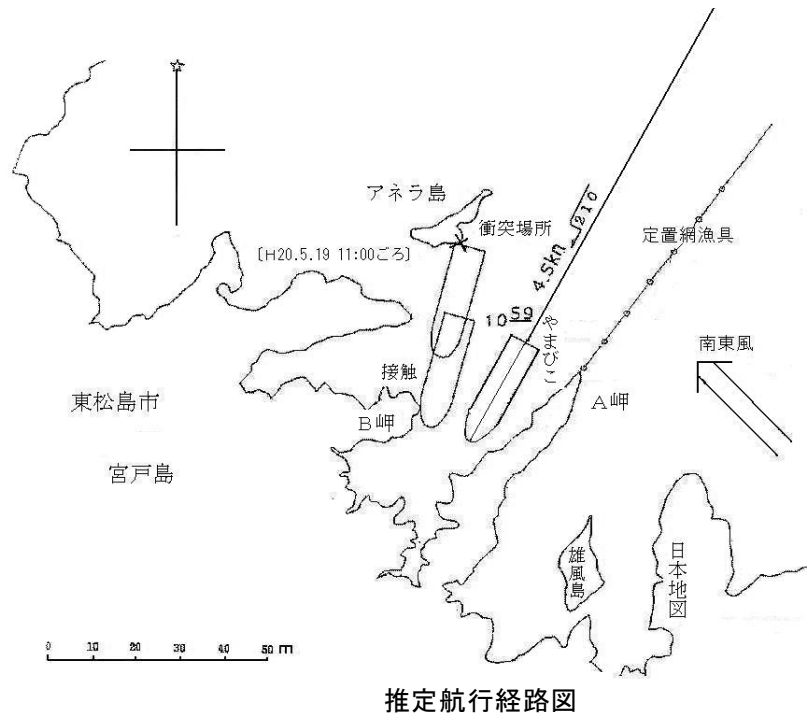 アネラ島
衝突場所
[H20.5.19 11:00ごろ]
4.5kn
210
定置網漁具
1059
やまびこ
南東風
接触
A岬
B岬
東松島市
宮戸島
雄風島
日本地図
0 10 20 30 40 50 m
推定航行経路図